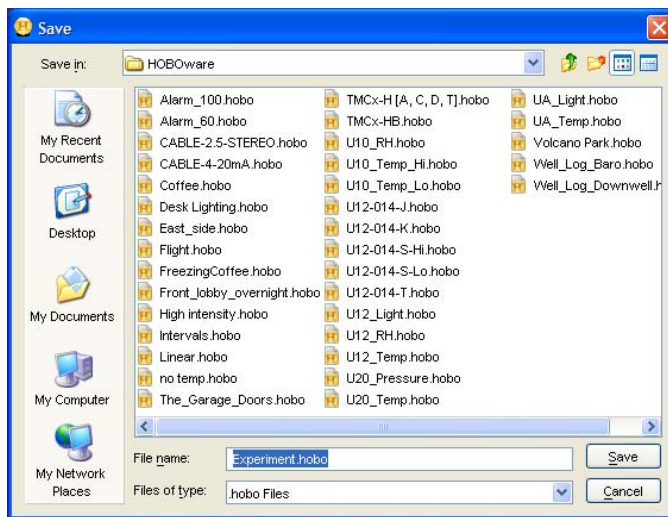 Save
Save in:
HOBOware
My Recent
Documents
Desktop
My Documents
My Computer
My Network
Places
Alarm_100.hobo
Alarm_60.hobo
CABLE-2.5-STEREO.hobo
CABLE-4-20mA.hobo
Coffee.hobo
Desk Lighting.hobo
East_side.hobo
Flight.hobo
FreezingCoffee.hobo
Front_lobby_overnight.hobo
High intensity.hobo
Intervals.hobo
Linear.hobo
no temp.hobo
The_Garage_Doors.hobo
TMCx-H [A, C, D, T].hobo
TMCx-HB.hobo
U10_RH.hobo
U10_Temp_Hi.hobo
U10_Temp_Lo.hobo
U12-014-J.hobo
U12-014-K.hobo
U12-014-S-Hi.hobo
U12-014-S-Lo.hobo
U12-014-T.hobo
U12_Light.hobo
U12_RH.hobo
U12_Temp.hobo
U20_Pressure.hobo
U20_Temp.hobo
UA_Light.hobo
UA_Temp.hobo
Volcano Park.hobo
Well_Log_Baro.hobo
Well_Log_Downwell.h
File name:
Experiment.hobo
Save
Files of type:
.hobo Files
Cancel